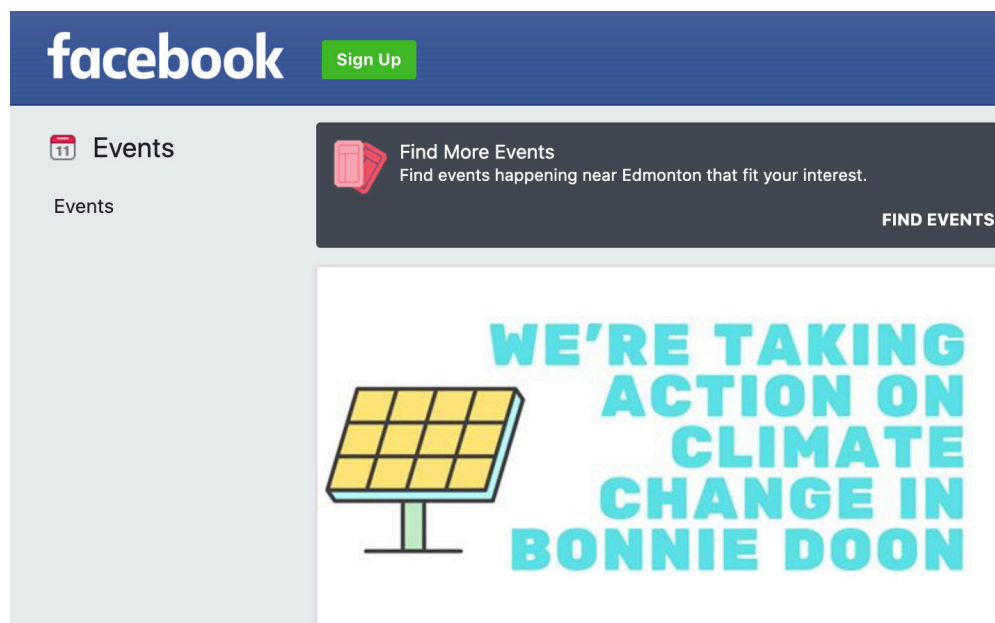 facebook
Sign Up
11
Events
Events
Find More Events
Find events happening near Edmonton that fit your interest.
FIND EVENTS
WE'RE TAKING
ACTION ON
CLIMATE
CHANGE IN
BONNIE DOON